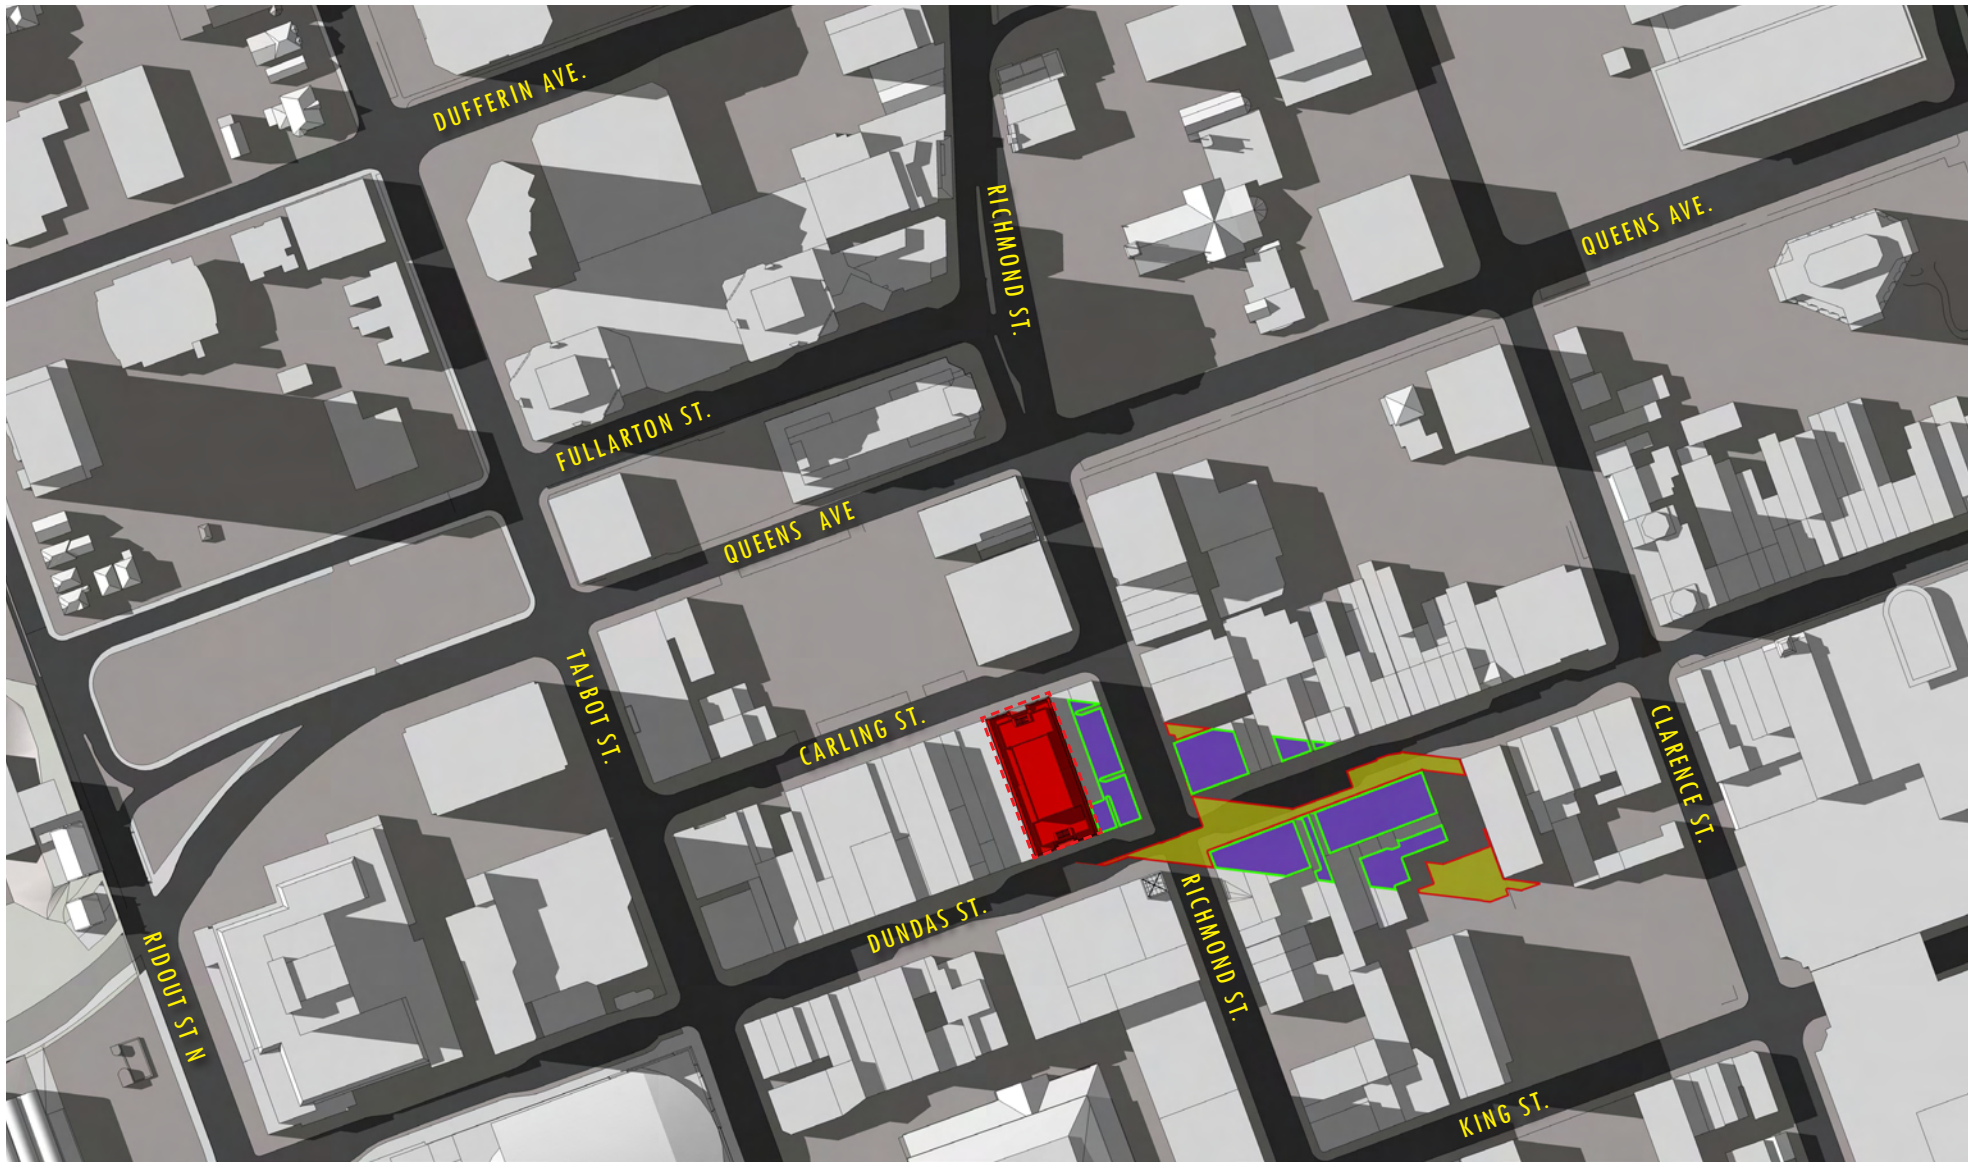 DUFFERIN AVE.
RICHMOND ST.
QUEENS AVE.
FULLARTON ST.
QUEENS AVE
TALBOT ST.
CARLING ST.
CLARENCE ST.
DUNDAS ST.
RICHMOND ST.
RIDOUT ST N
KING ST.